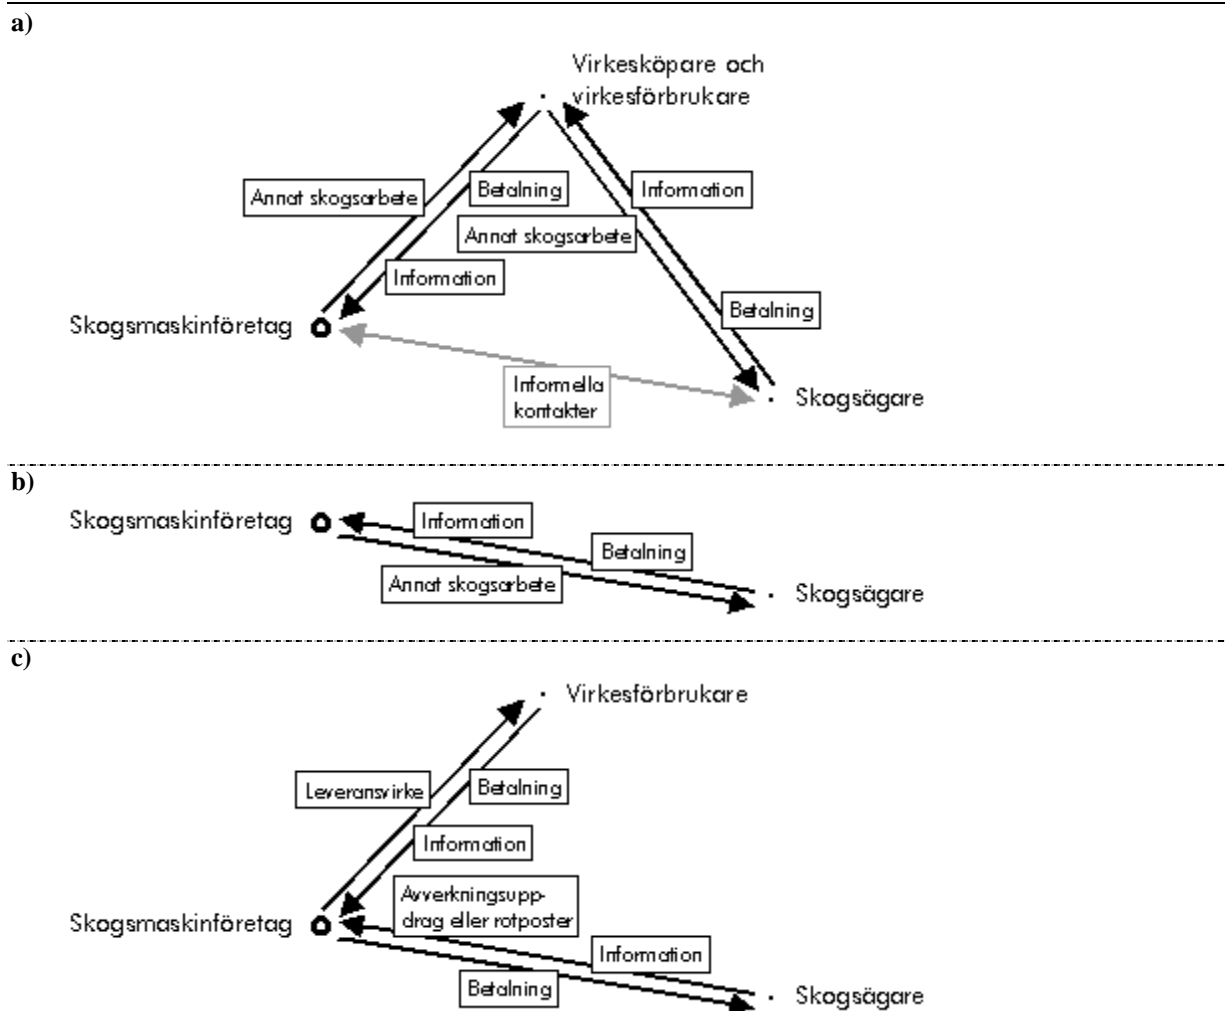 a)
Virkesköpare och
virkesförbrukare
Annat skogsarbete
Betalning
Information
Annat skogsarbete
Information
Betalning
Skogsmaskinföretag
Informella
kontakter
Skogsägare
b)
Skogsmaskinföretag
Information
Betalning
Annat skogsarbete
Skogsägare
c)
Virkesförbrukare
Leveransvirke
Betalning
Information
Avverkningsupp-
drag eller rotposter
Skogsmaskinföretag
Information
Betalning
Skogsägare